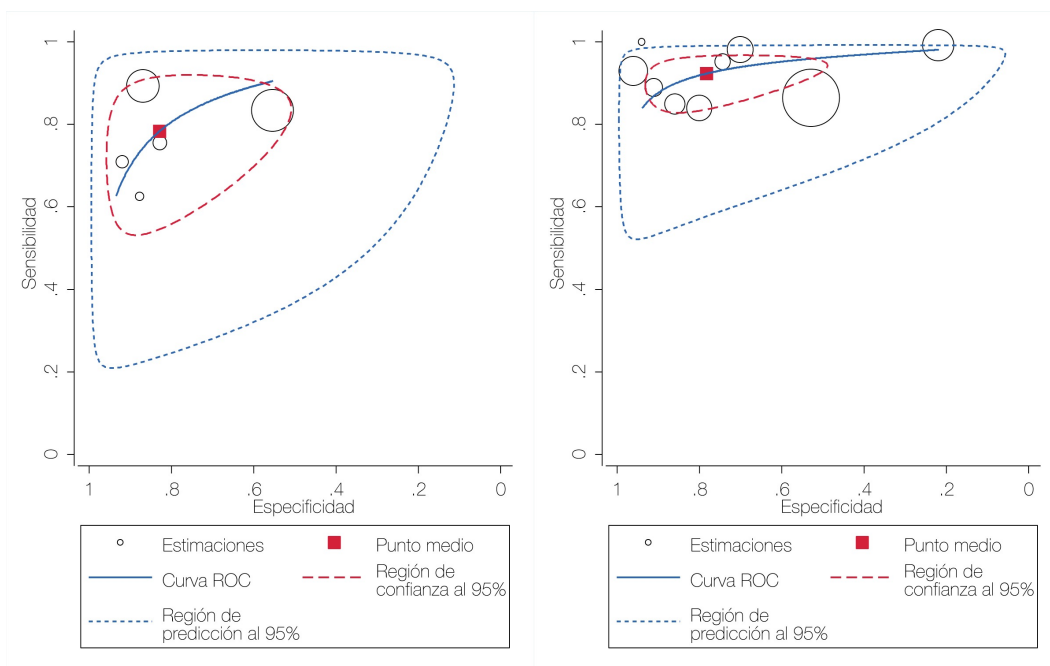 Sensibilidad
1
.8
.6
.4
.2
0
1 .8 .6 .4 .2 0
Especificidad
Estimaciones
Punto medio
Curva ROC
Región de
confianza al 95%
Región de
predicción al 95%
Sensibilidad
1
.8
.6
.4
.2
0
1 .8 .6 .4 .2 0
Especificidad
Estimaciones
Punto medio
Curva ROC
Región de
confianza al 95%
Región de
predicción al 95%